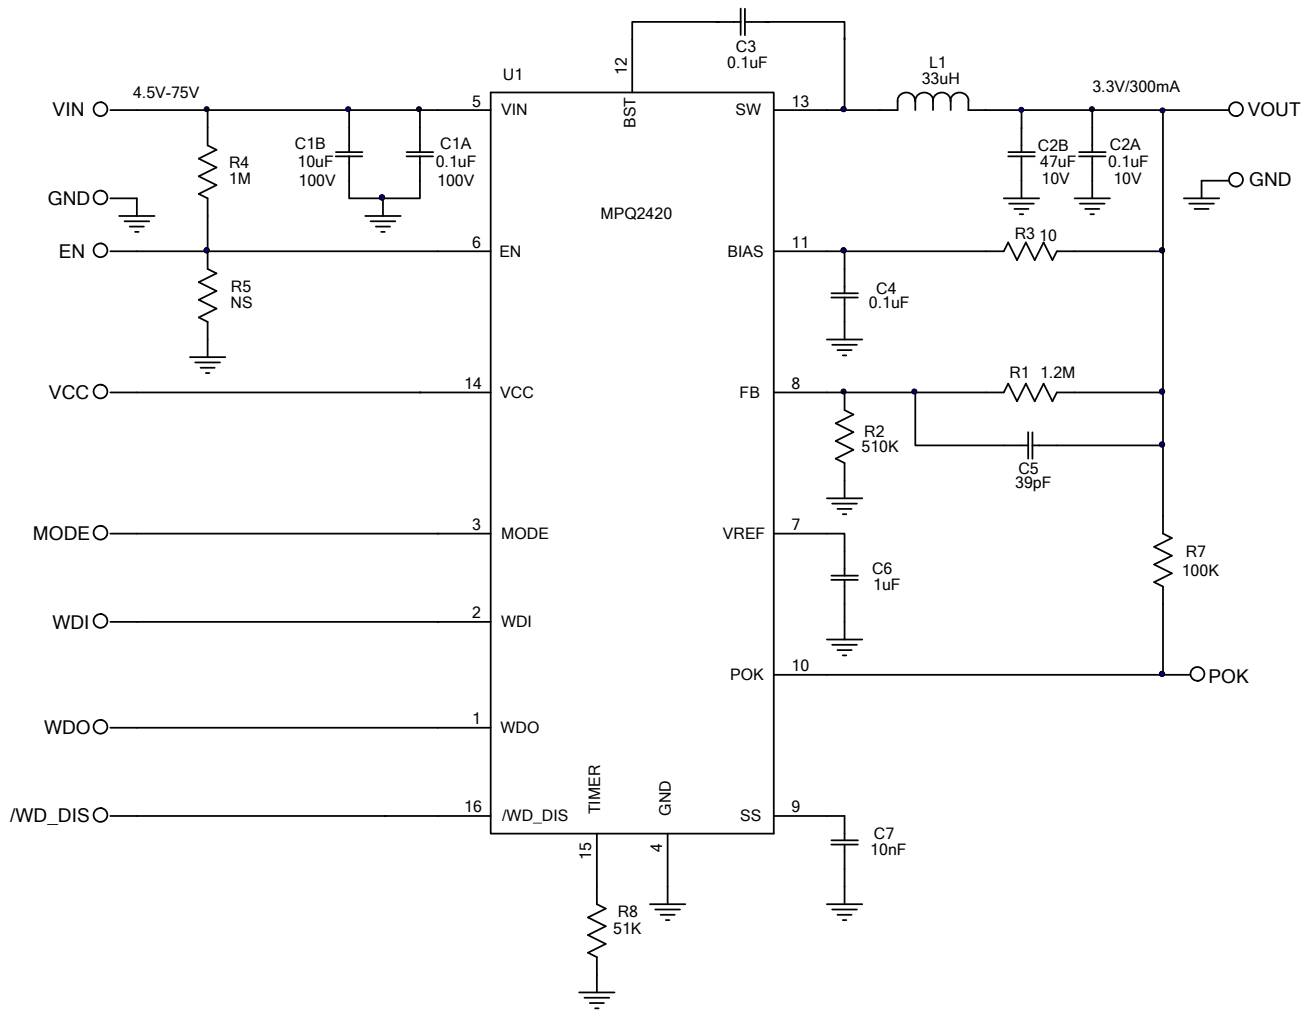 C3
0.1uF
12
U1
BST
4.5V-75V
VIN
5
VIN
SW
13
L1
33uH
3.3V/300mA
VOUT
R4
1M
C1B
10uF
100V
C1A
0.1uF
100V
C2B
47uF
10V
C2A
0.1uF
10V
GND
GND
MPQ2420
EN
6
EN
BIAS
11
R3 10
R5
NS
C4
0.1uF
VCC
14
VCC
FB
8
R1 1.2M
R2
510K
C5
39pF
MODE
3
MODE
VREF
7
C6
1uF
R7
100K
WDI
2
WDI
POK
10
POK
WDO
1
WDO
/WD_DIS
16
/WD_DIS
TIMER
GND
SS
9
C7
10nF
15
4
R8
51K